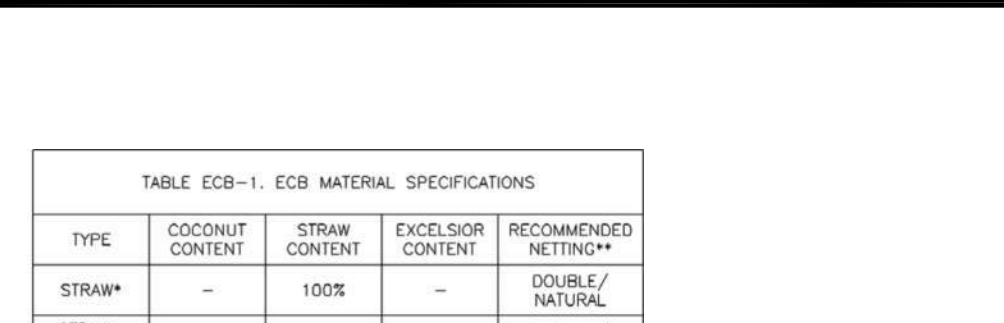 TABLE ECB-1. ECB MATERIAL SPECIFICATIONS
TYPE COCONUT CONTENT STRAW CONTENT EXCELSIOR CONTENT RECOMMENDED NETTING**
STRAW* - 100% - DOUBLE/ NATURAL